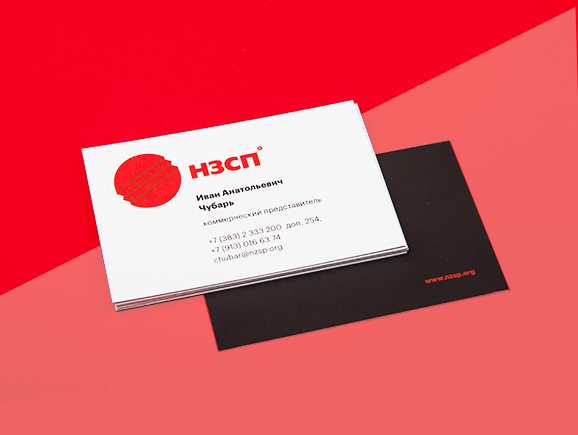 НЗСП
Иван Анатольевич
Чубарь
коммерческий представитель
+7 (383) 2 333 200 доп. 254,
+7 (913) 016 63 74
chubar@nzsp.org
www.nzsp.org